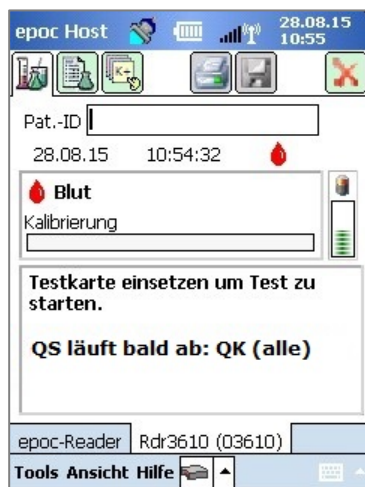 epoc Host 28.08.15
10:55
K+
Pat.-ID
28.08.15 10:54:32
Blut
Kalibrierung
Testkarte einsetzen um Test zu
starten.
QS läuft bald ab: QK (alle)
epoc-Reader Rdr3610 (03610)
Tools Ansicht Hilfe